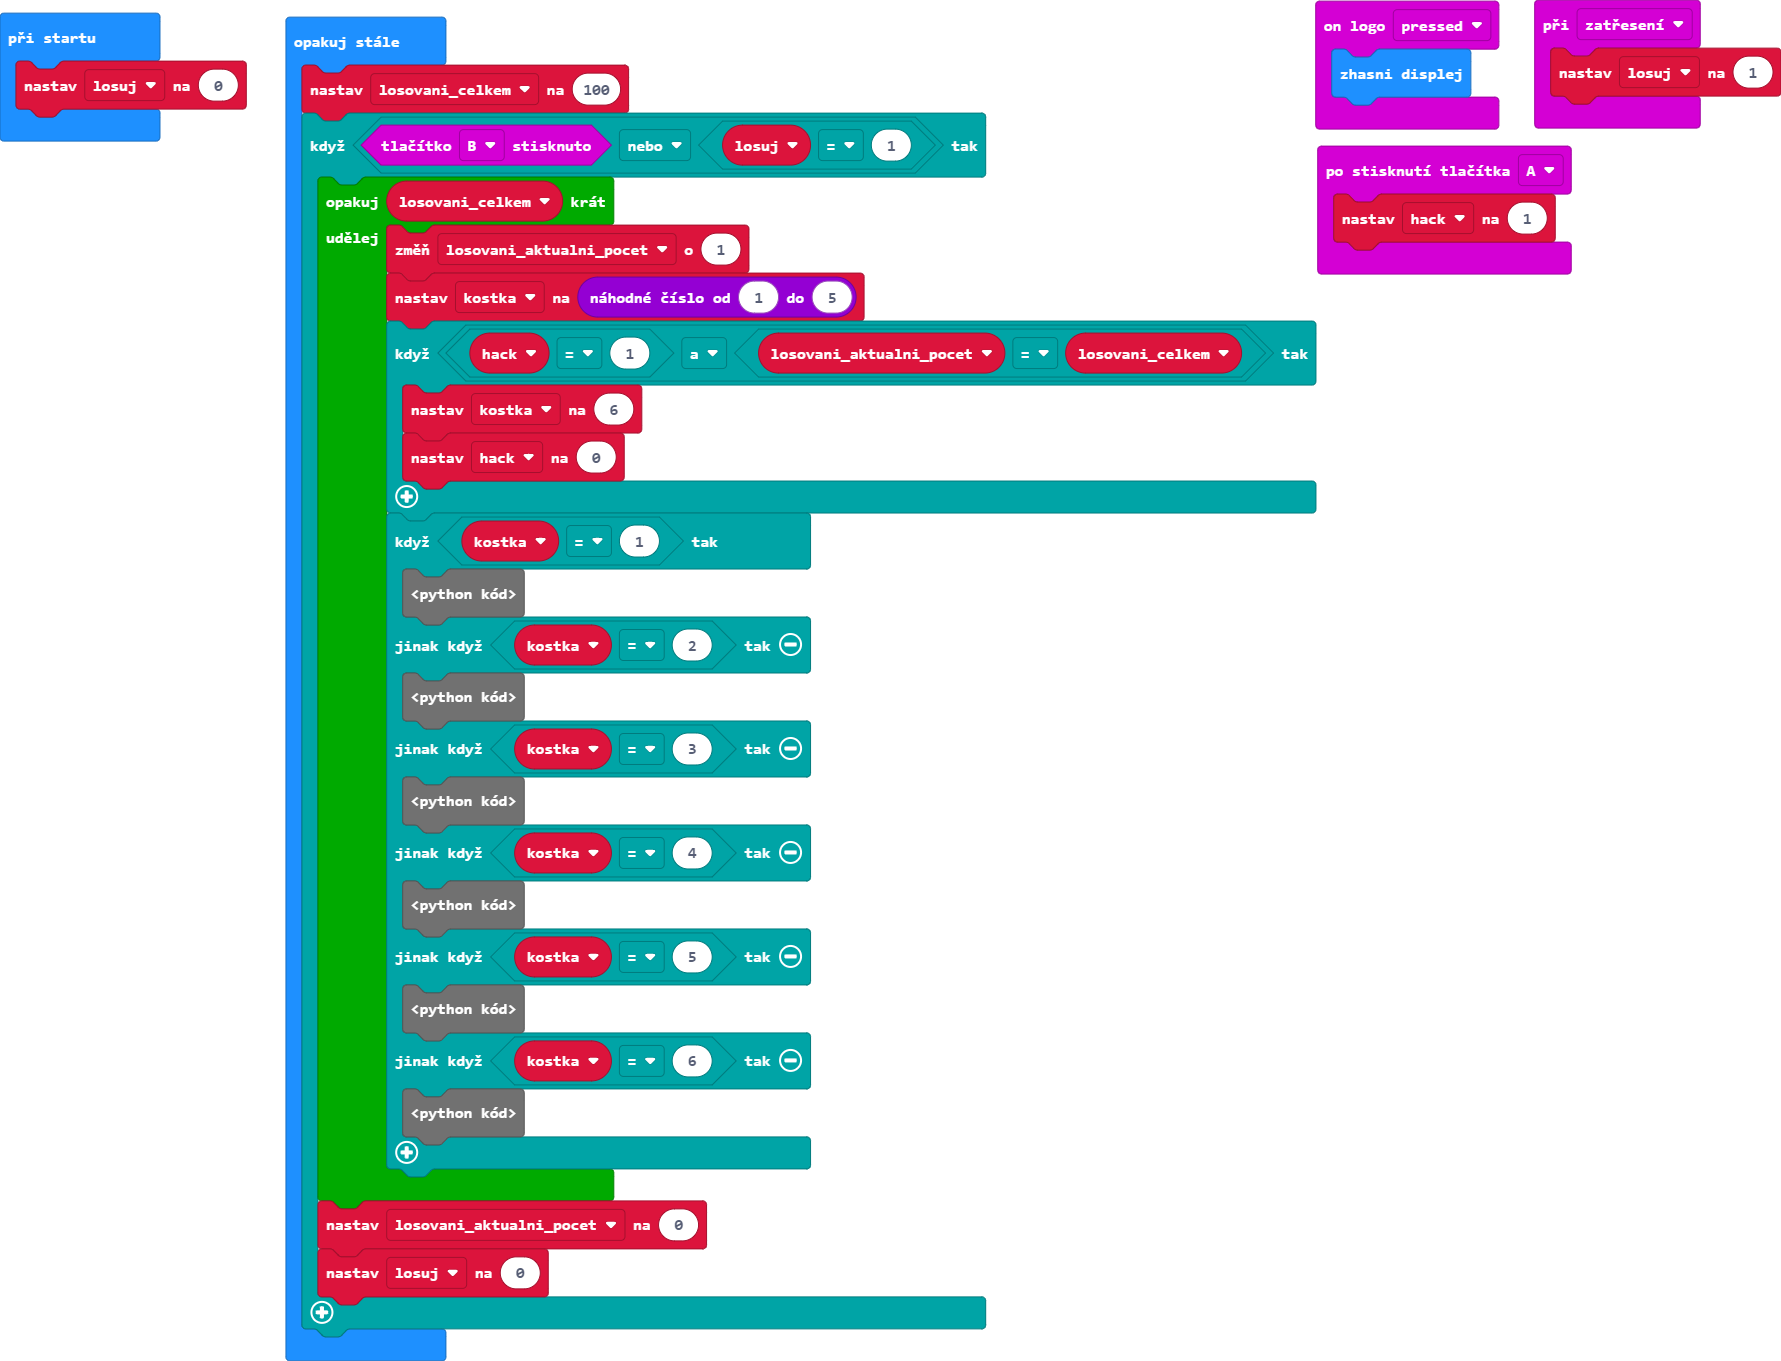 při startu
nastav losuj na 0
opakuj stále
nastav losovani_celkem na 100
když tlačítko B stisknuto nebo losuj = 1 tak
opakuj losovani_celkem krát
udělej
změň losovani_aktualni_pocet o 1
nastav kostka na náhodné číslo od 1 do 5
když hack = 1 a losovani_aktualni_pocet = losovani_celkem tak
nastav kostka na 6
nastav hack na 0
když kostka = 1 tak
<python kód>
jinak když kostka = 2 tak
<python kód>
jinak když kostka = 3 tak
<python kód>
jinak když kostka = 4 tak
<python kód>
jinak když kostka = 5 tak
<python kód>
jinak když kostka = 6 tak
<python kód>
nastav losovani_aktualni_pocet na 0
nastav losuj na 0
on logo pressed
zhasni displej
při zatřesení
nastav losuj na 1
po stisknutí tlačítka A
nastav hack na 1